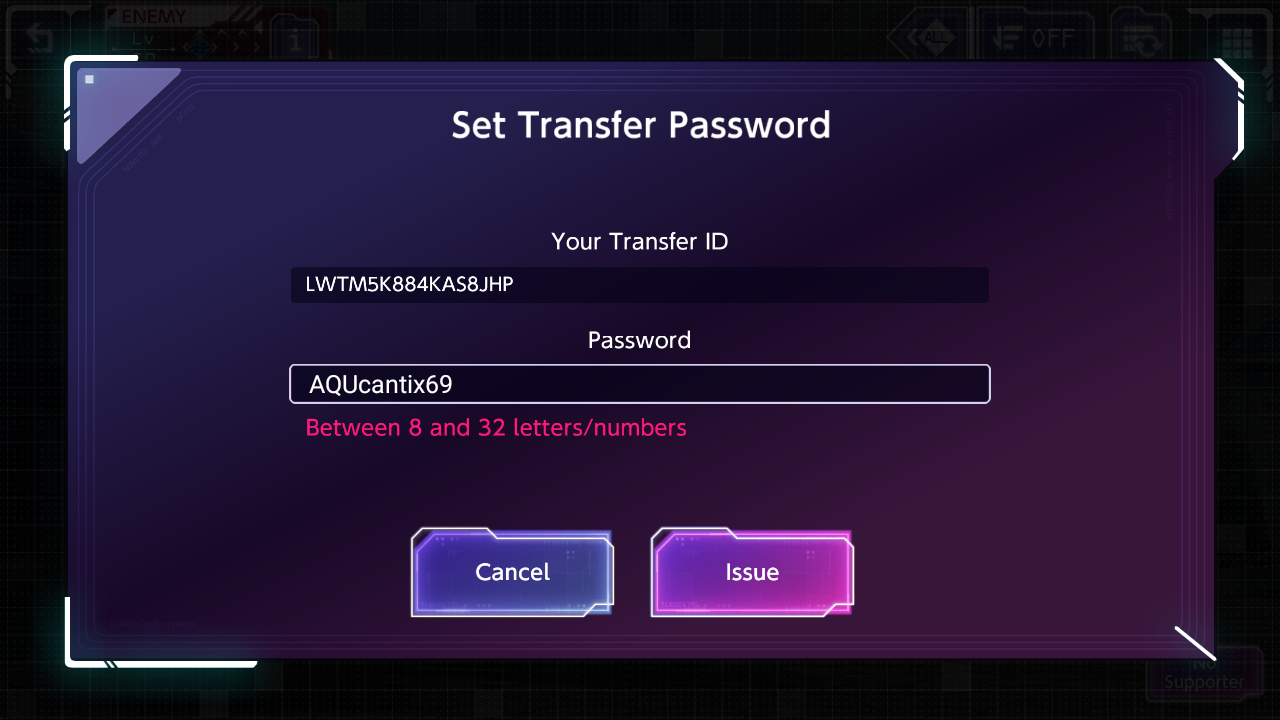 ENEMY
Lv
ALL
OFF
Set Transfer Password
Your Transfer ID
LWTM5K884KAS8JHP
Password
AQUcantix69
Between 8 and 32 letters/numbers
Cancel
Issue
No
Supporter